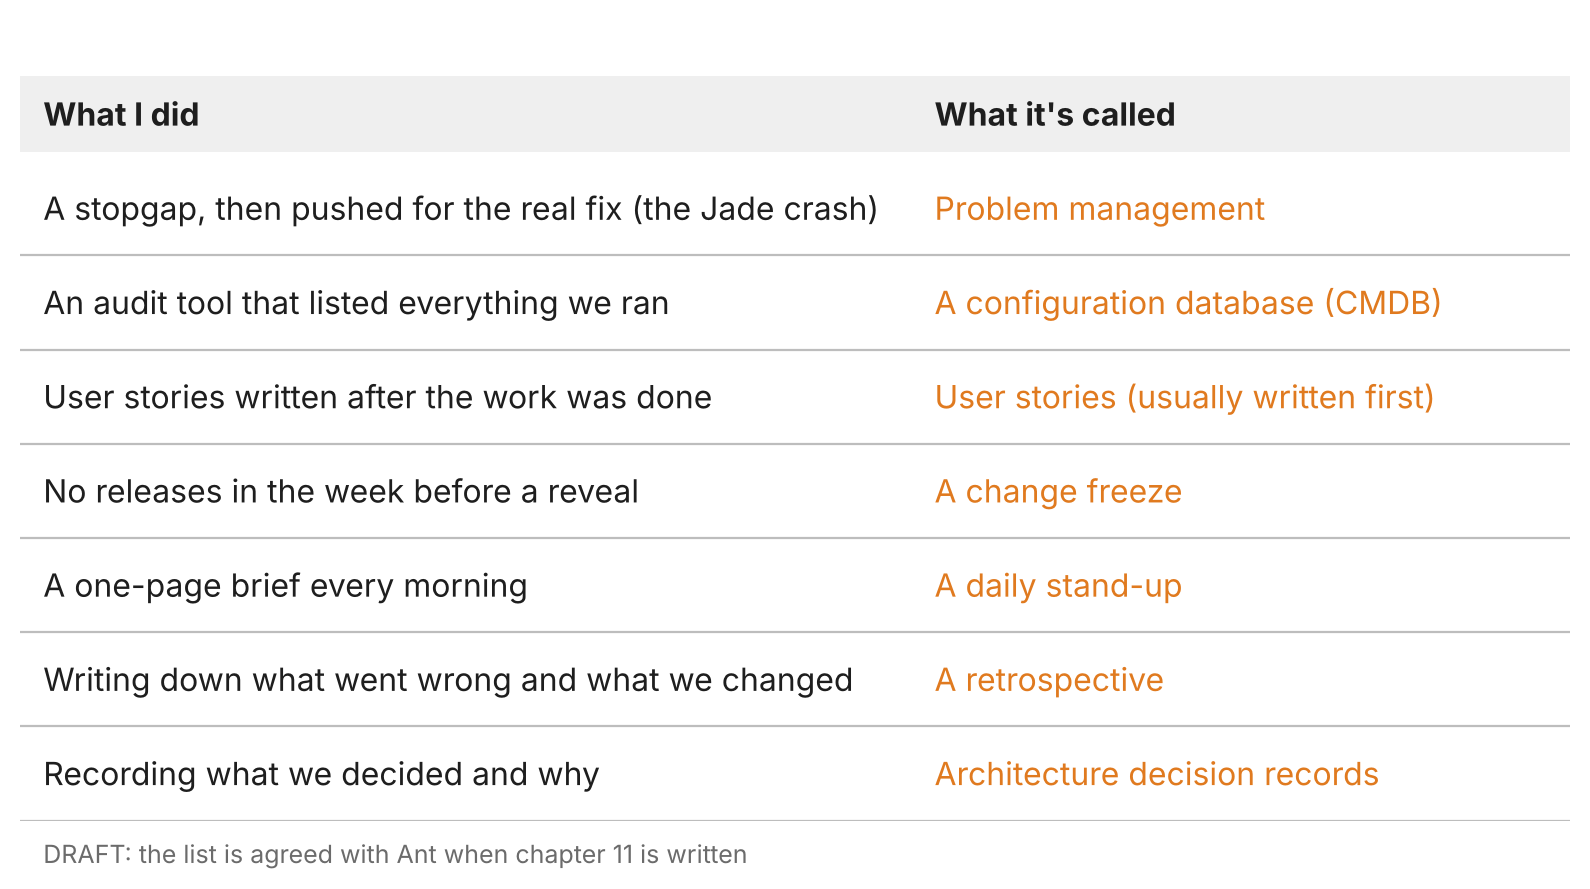 What I did What it's called
A stopgap, then pushed for the real fix (the Jade crash) Problem management
An audit tool that listed everything we ran A configuration database (CMDB)
User stories written after the work was done User stories (usually written first)
No releases in the week before a reveal A change freeze
A one-page brief every morning A daily stand-up
Writing down what went wrong and what we changed A retrospective
Recording what we decided and why Architecture decision records
DRAFT: the list is agreed with Ant when chapter 11 is written